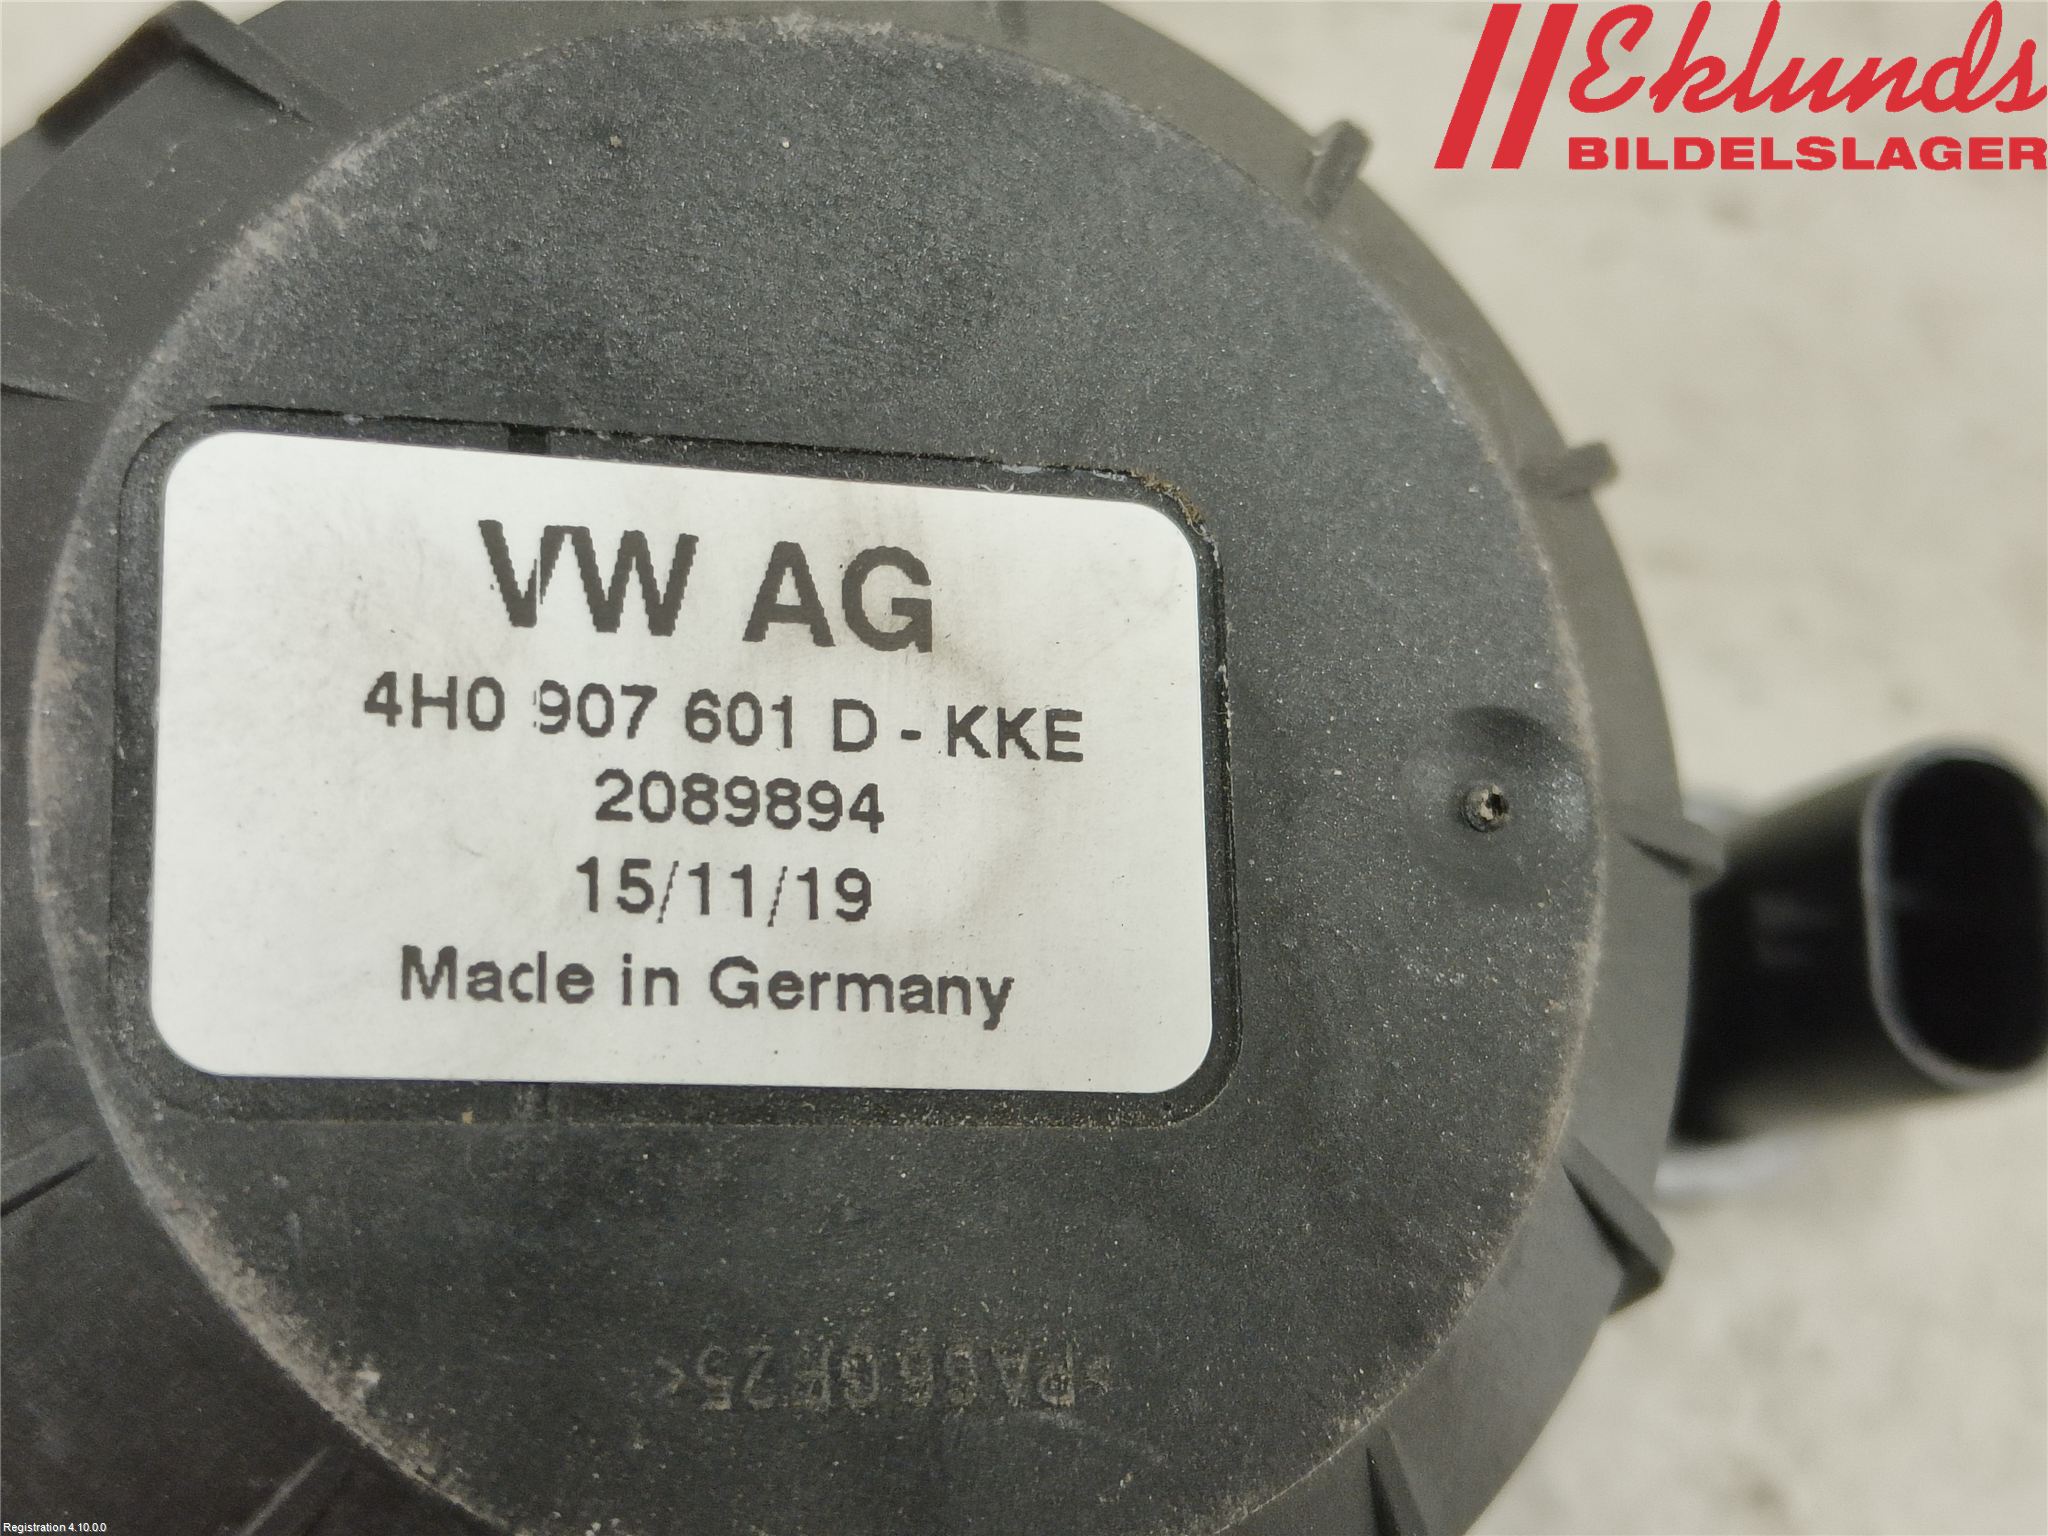 Eklunds
BILDELSLAGER
VW AG
4H0 907 601 D - KKE
2089894
15/11/19
Made in Germany
>PA66GF25<
Registration 4.10.0.0